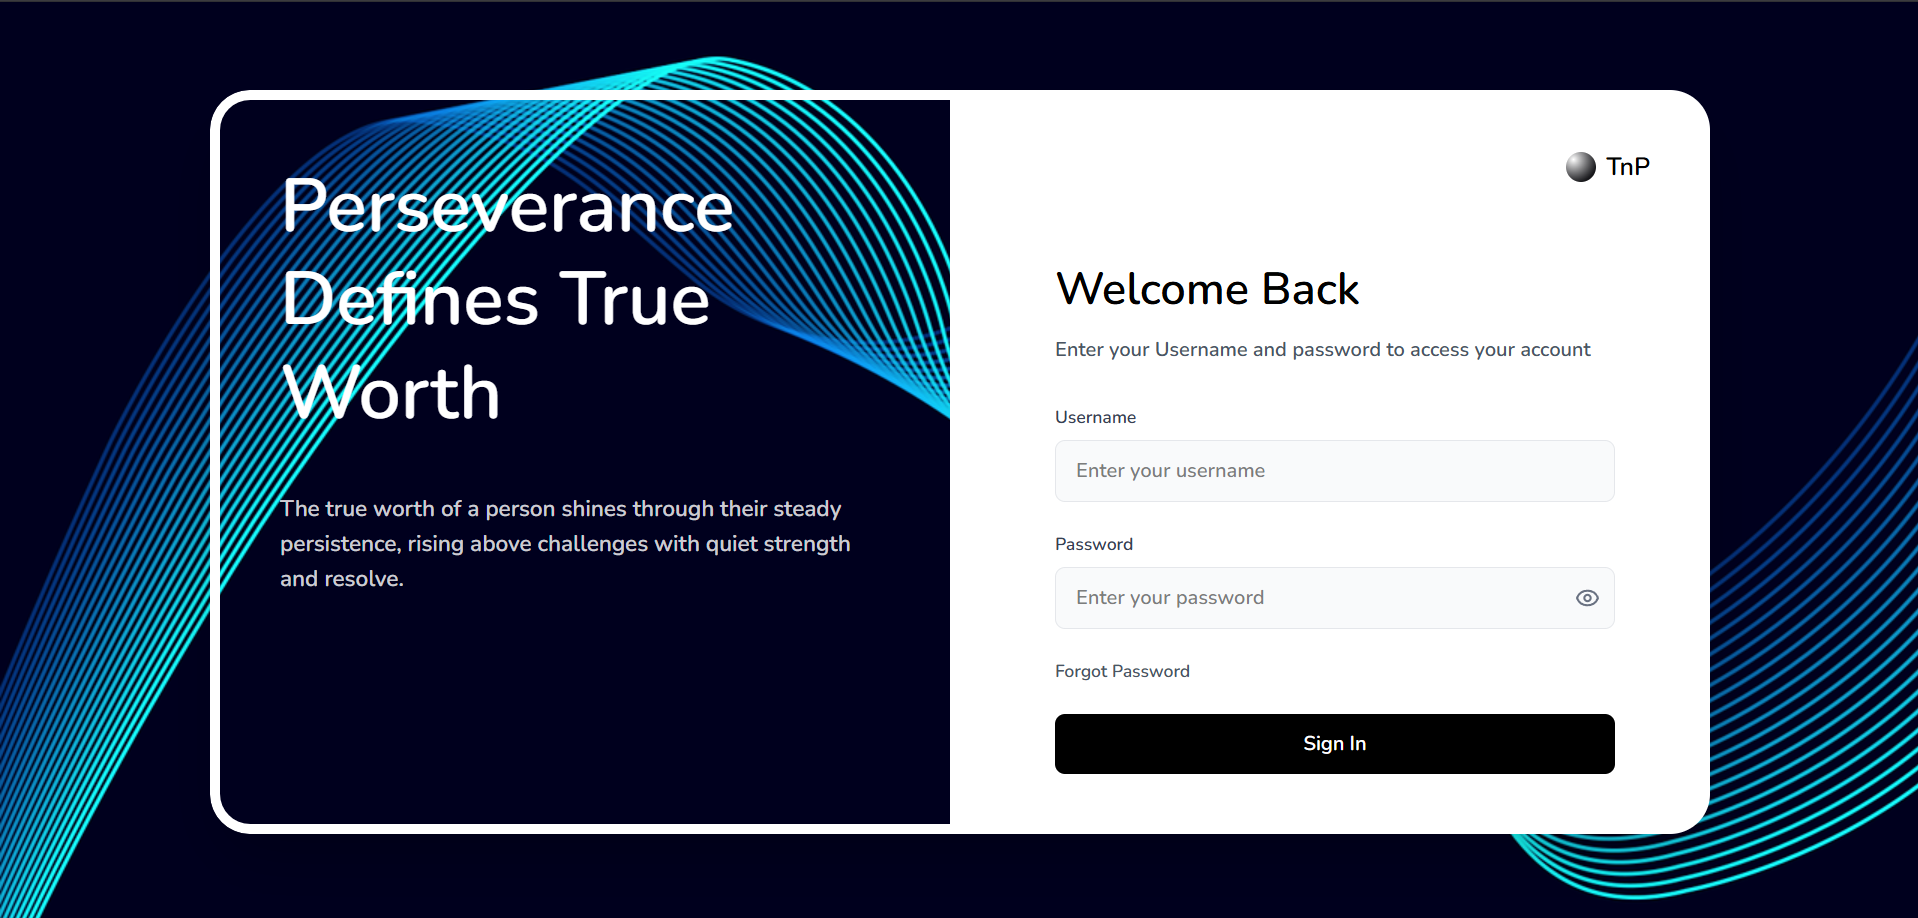 Perseverance
Defines True
Worth
The true worth of a person shines through their steady
persistence, rising above challenges with quiet strength
and resolve.
TnP
Welcome Back
Enter your Username and password to access your account
Username
Enter your username
Password
Enter your password
Forgot Password
Sign In